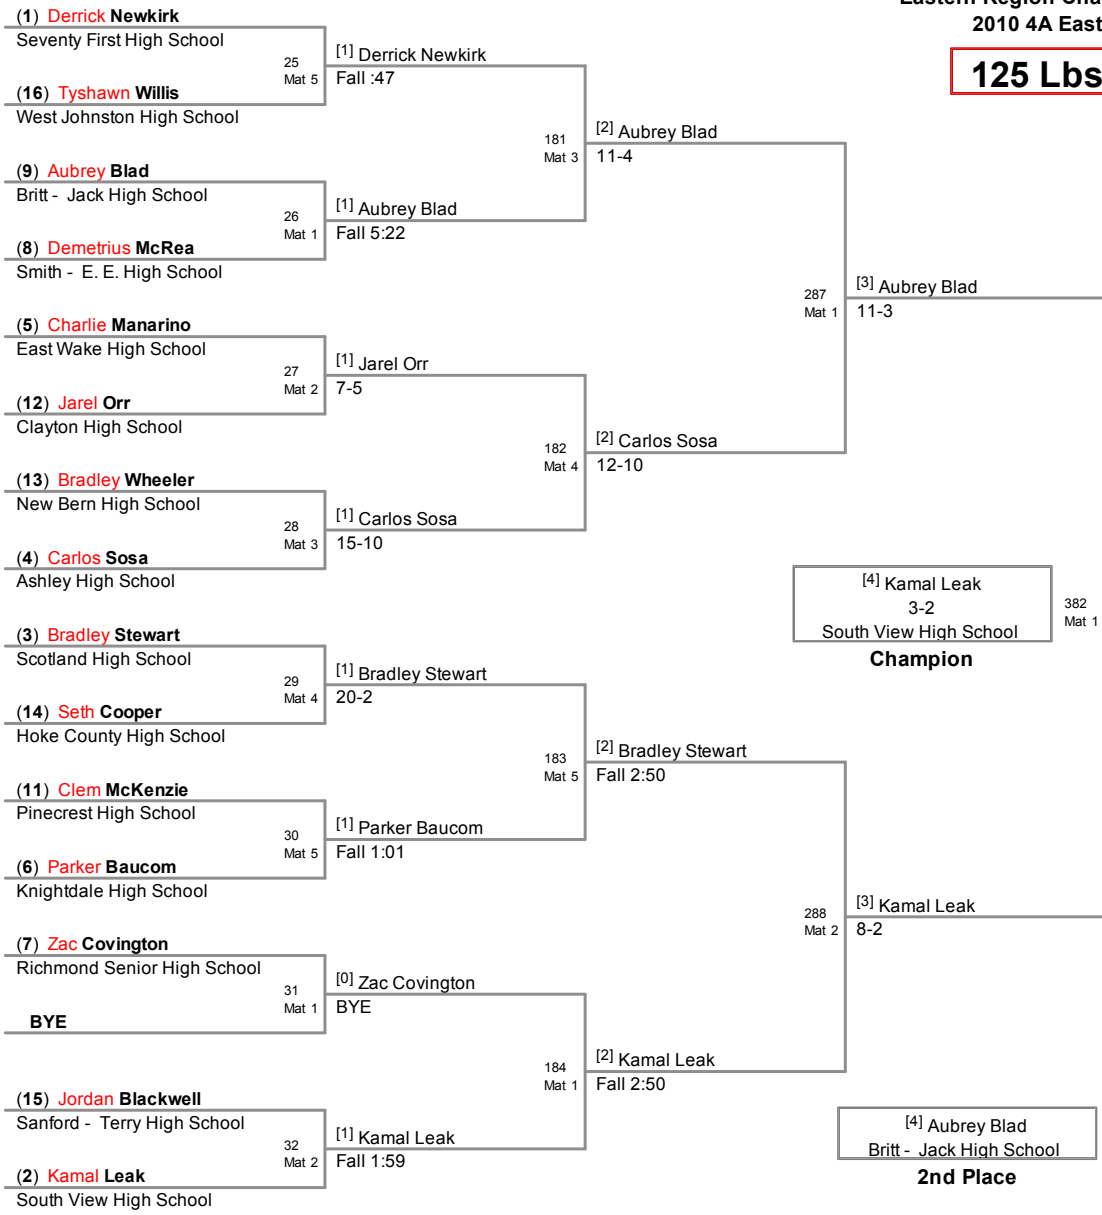 Eastern Region Cha
2010 4A East
125 Lbs
(1) Derrick Newkirk
Seventy First High School
25
Mat 5
[1] Derrick Newkirk
Fall :47
(16) Tyshawn Willis
West Johnston High School
181
Mat 3
[2] Aubrey Blad
11-4
(9) Aubrey Blad
Britt - Jack High School
26
Mat 1
[1] Aubrey Blad
Fall 5:22
(8) Demetrius McRea
Smith - E. E. High School
287
Mat 1
[3] Aubrey Blad
11-3
(5) Charlie Manarino
East Wake High School
27
Mat 2
[1] Jarel Orr
7-5
(12) Jarel Orr
Clayton High School
182
Mat 4
[2] Carlos Sosa
12-10
(13) Bradley Wheeler
New Bern High School
28
Mat 3
[1] Carlos Sosa
15-10
(4) Carlos Sosa
Ashley High School
[4] Kamal Leak
3-2
South View High School
382
Mat 1
Champion
(3) Bradley Stewart
Scotland High School
29
Mat 4
[1] Bradley Stewart
20-2
(14) Seth Cooper
Hoke County High School
183
Mat 5
[2] Bradley Stewart
Fall 2:50
(11) Clem McKenzie
Pinecrest High School
30
Mat 5
[1] Parker Baucom
Fall 1:01
(6) Parker Baucom
Knightdale High School
288
Mat 2
[3] Kamal Leak
8-2
(7) Zac Covington
Richmond Senior High School
31
Mat 1
[0] Zac Covington
BYE
BYE
184
Mat 1
[2] Kamal Leak
Fall 2:50
(15) Jordan Blackwell
Sanford - Terry High School
32
Mat 2
[1] Kamal Leak
Fall 1:59
(2) Kamal Leak
South View High School
[4] Aubrey Blad
Britt - Jack High School
2nd Place